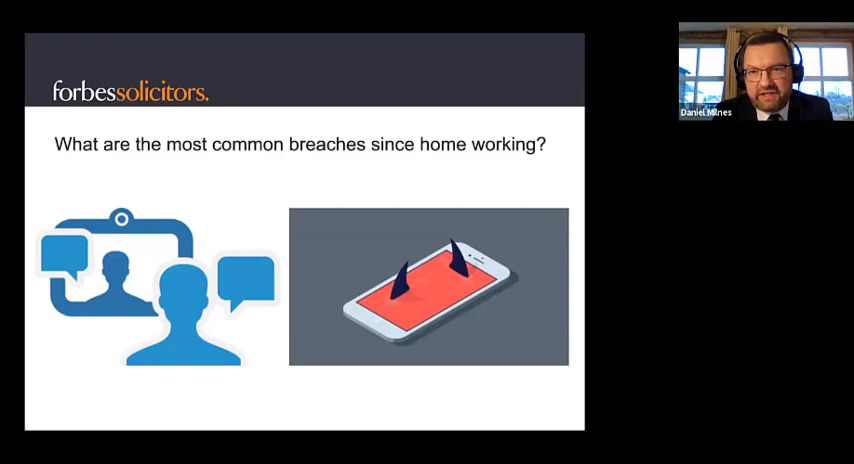 forbessolicitors.
What are the most common breaches since home working?
Daniel Milnes